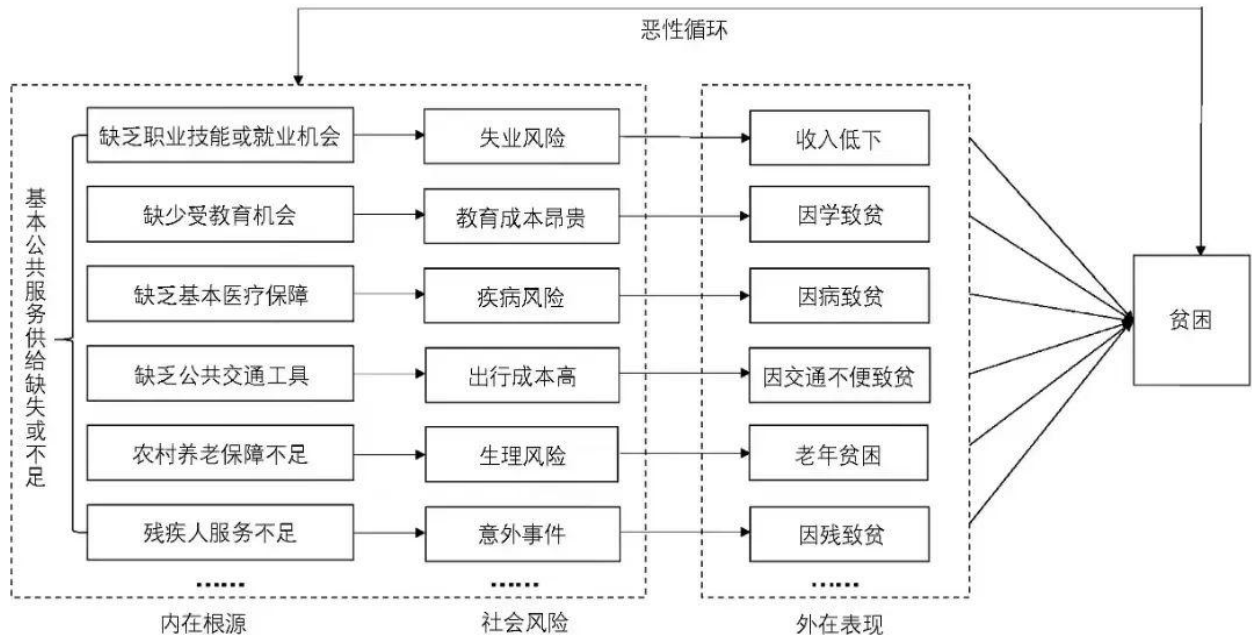 恶性循环
基本公共服务供给缺失或不足
缺乏职业技能或就业机会
失业风险
收入低下
缺少受教育机会
教育成本昂贵
因学致贫
缺乏基本医疗保障
疾病风险
因病致贫
缺乏公共交通工具
出行成本高
因交通不便致贫
农村养老保障不足
生理风险
老年贫困
残疾人服务不足
意外事件
因残致贫
……
……
……
贫困
内在根源
社会风险
外在表现